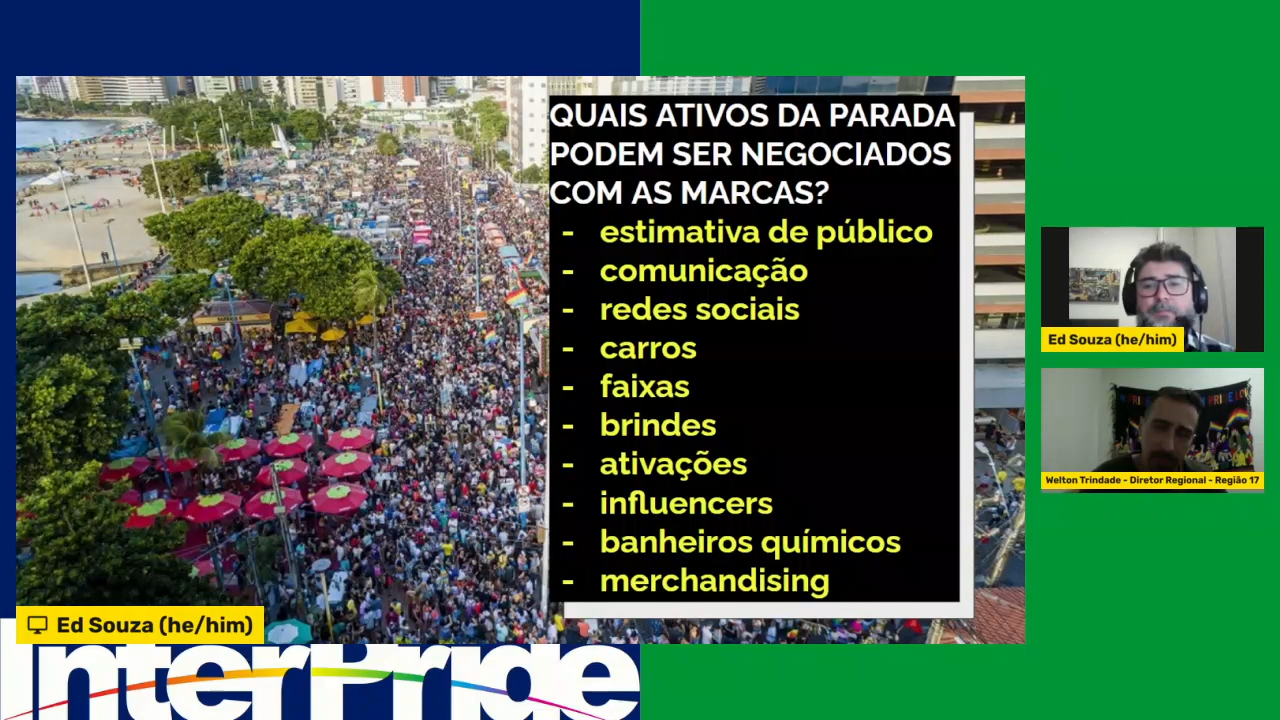 QUAIS ATIVOS DA PARADA
PODEM SER NEGOCIADOS
COM AS MARCAS?
- estimativa de público
- comunicação
- redes sociais
- carros
- faixas
- brindes
- ativações
- influencers
- banheiros químicos
- merchandising
Ed Souza (he/him)
Welton Trindade - Diretor Regional - Região 17
Ed Souza (he/him)
InterPride